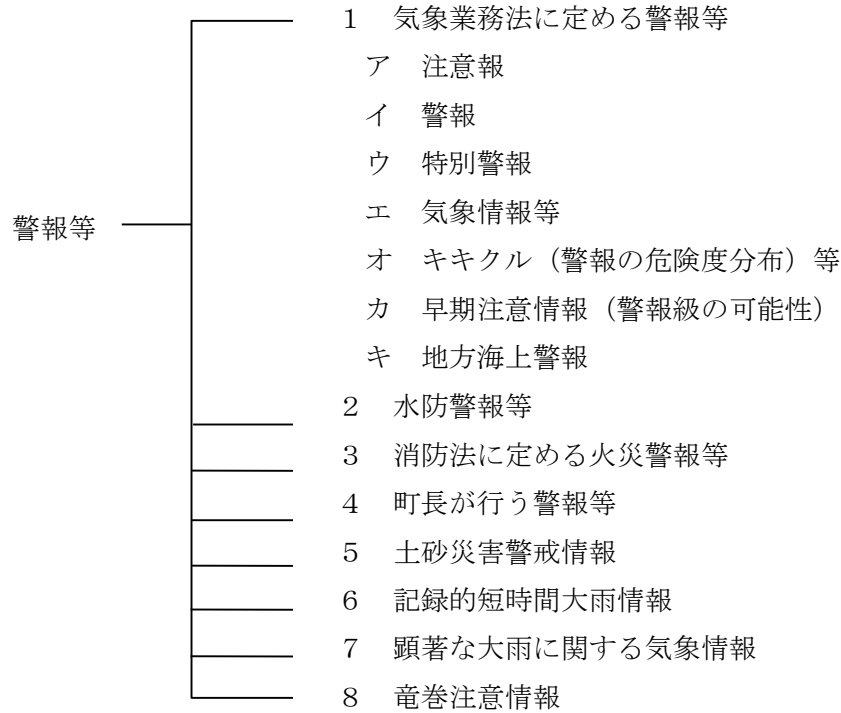 １　気象業務法に定める警報等
ア　注意報
イ　警報
ウ　特別警報
エ　気象情報等
警報等
オ　キキクル（警報の危険度分布）等
カ　早期注意情報（警報級の可能性）
キ　地方海上警報
２　水防警報等
３　消防法に定める火災警報等
４　町長が行う警報等
５　土砂災害警戒情報
６　記録的短時間大雨情報
７　顕著な大雨に関する気象情報
８　竜巻注意情報